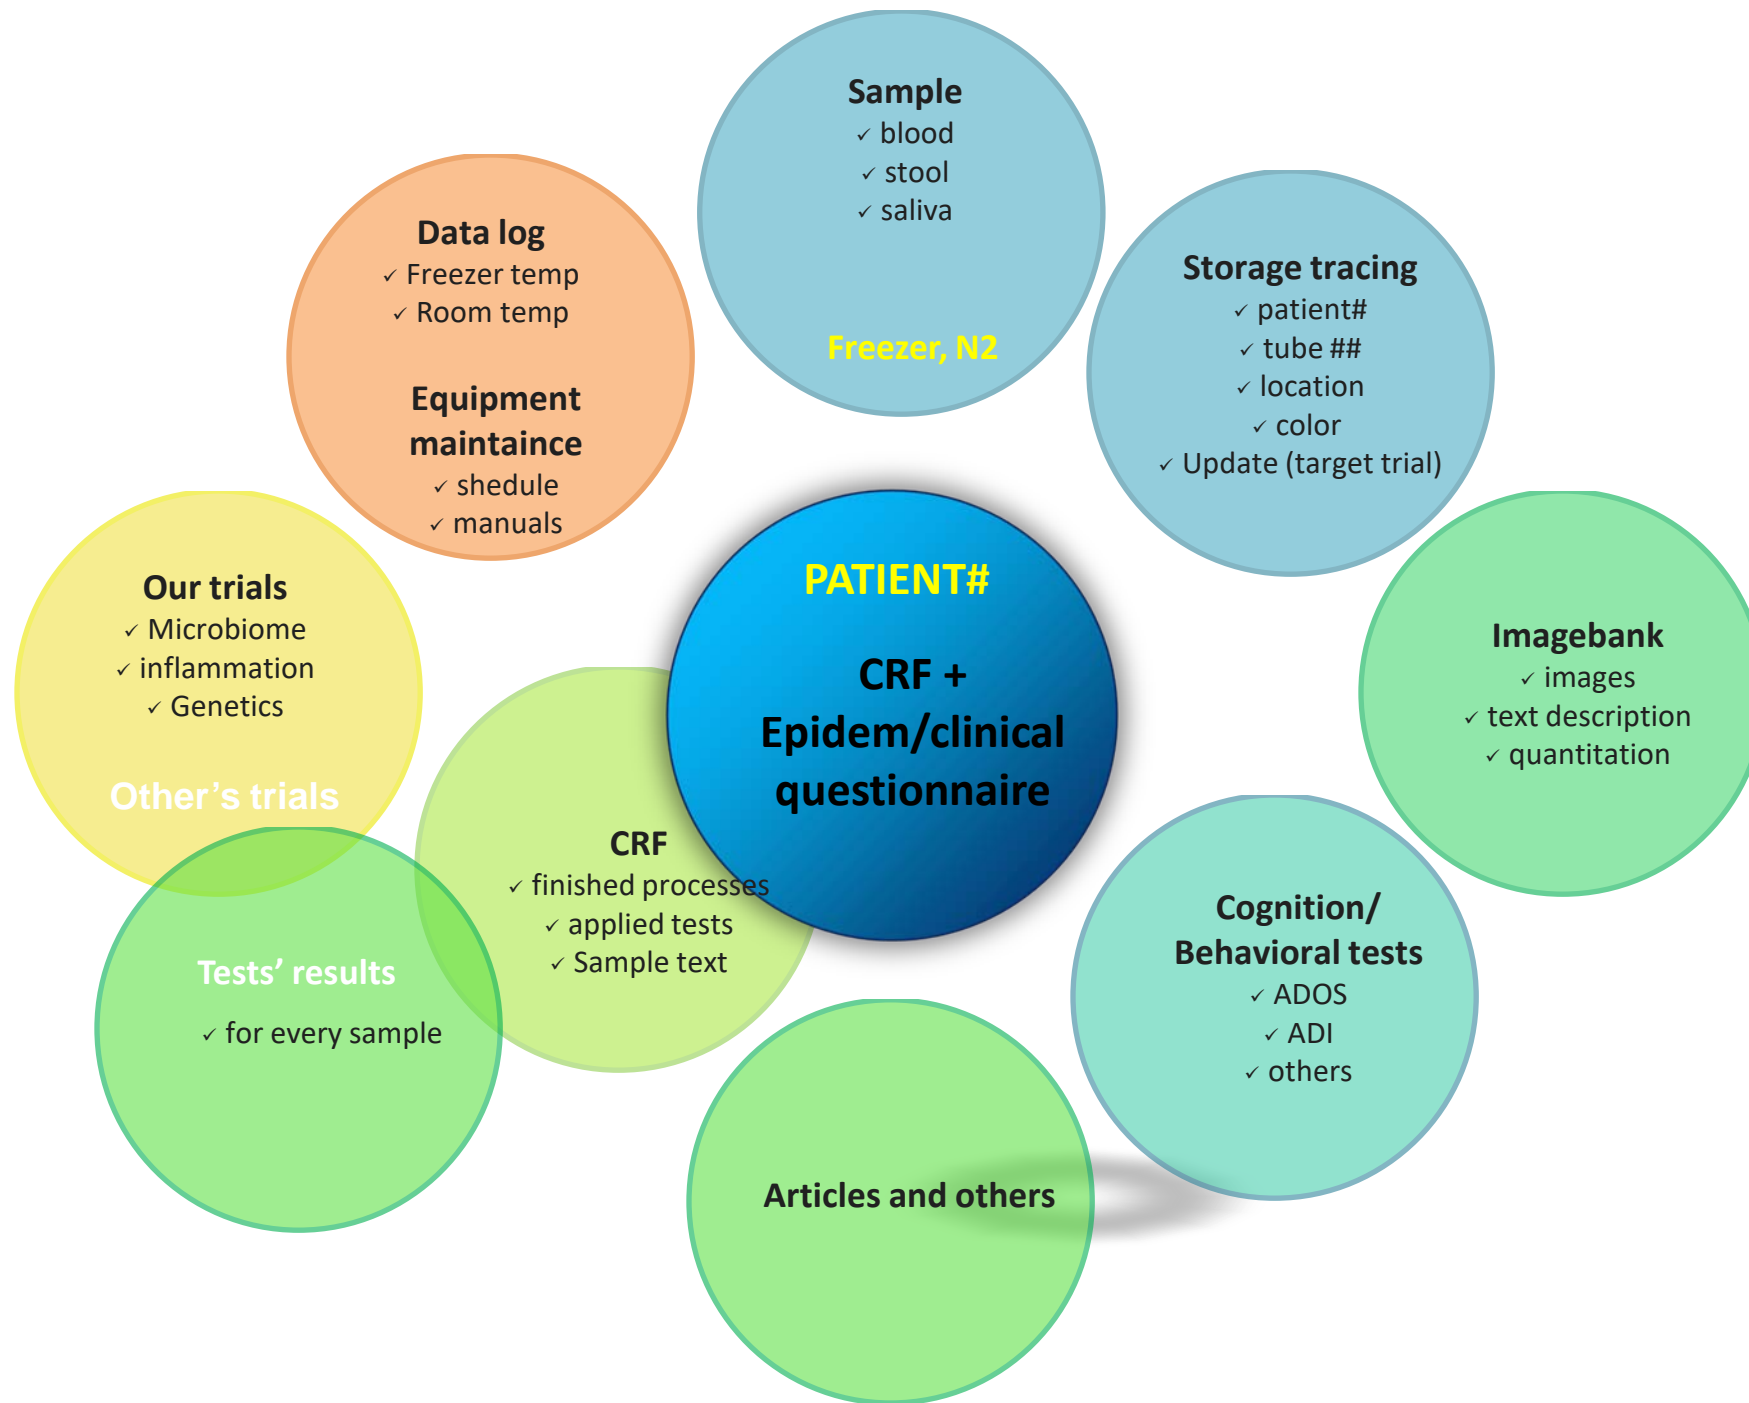 Sample
✓ blood
✓ stool
✓ saliva
Freezer, N2
Data log
✓ Freezer temp
✓ Room temp
Equipment
maintaince
✓ shedule
✓ manuals
Storage tracing
✓ patient#
✓ tube ##
✓ location
✓ color
✓ Update (target trial)
Our trials
✓ Microbiome
✓ inflammation
✓ Genetics
Other’s trials
PATIENT#
CRF +
Epidem/clinical
questionnaire
Imagebank
✓ images
✓ text description
✓ quantitation
CRF
✓ finished processes
✓ applied tests
✓ Sample text
Tests’ results
✓ for every sample
Cognition/
Behavioral tests
✓ ADOS
✓ ADI
✓ others
Articles and others